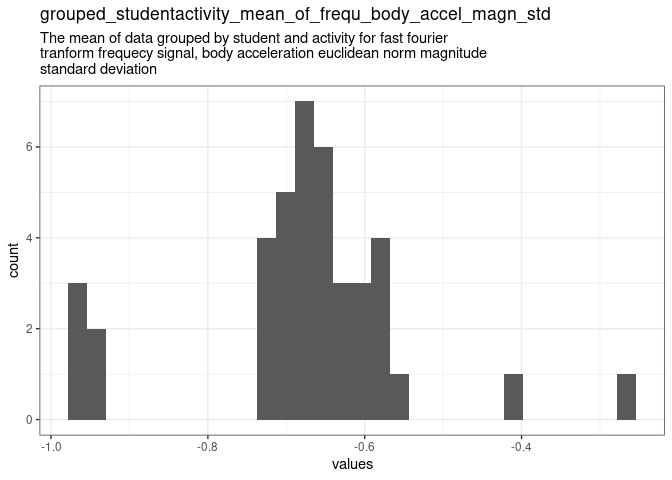 grouped_studentactivity_mean_of_frequ_body_accel_magn_std
The mean of data grouped by student and activity for fast fourier
tranform frequecy signal, body acceleration euclidean norm magnitude
standard deviation
6
4
count
2
0
-1.0 -0.8 -0.6 -0.4
values